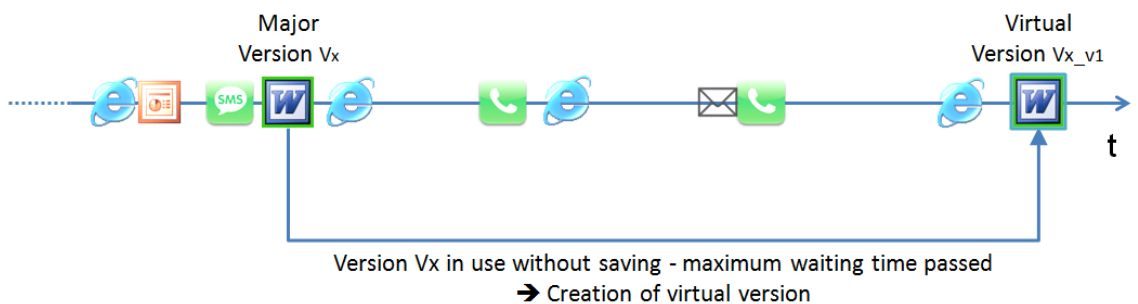 Major
Version Vx
Virtual
Version Vx_v1
SMS
W
W
t
Version Vx in use without saving - maximum waiting time passed
➔ Creation of virtual version